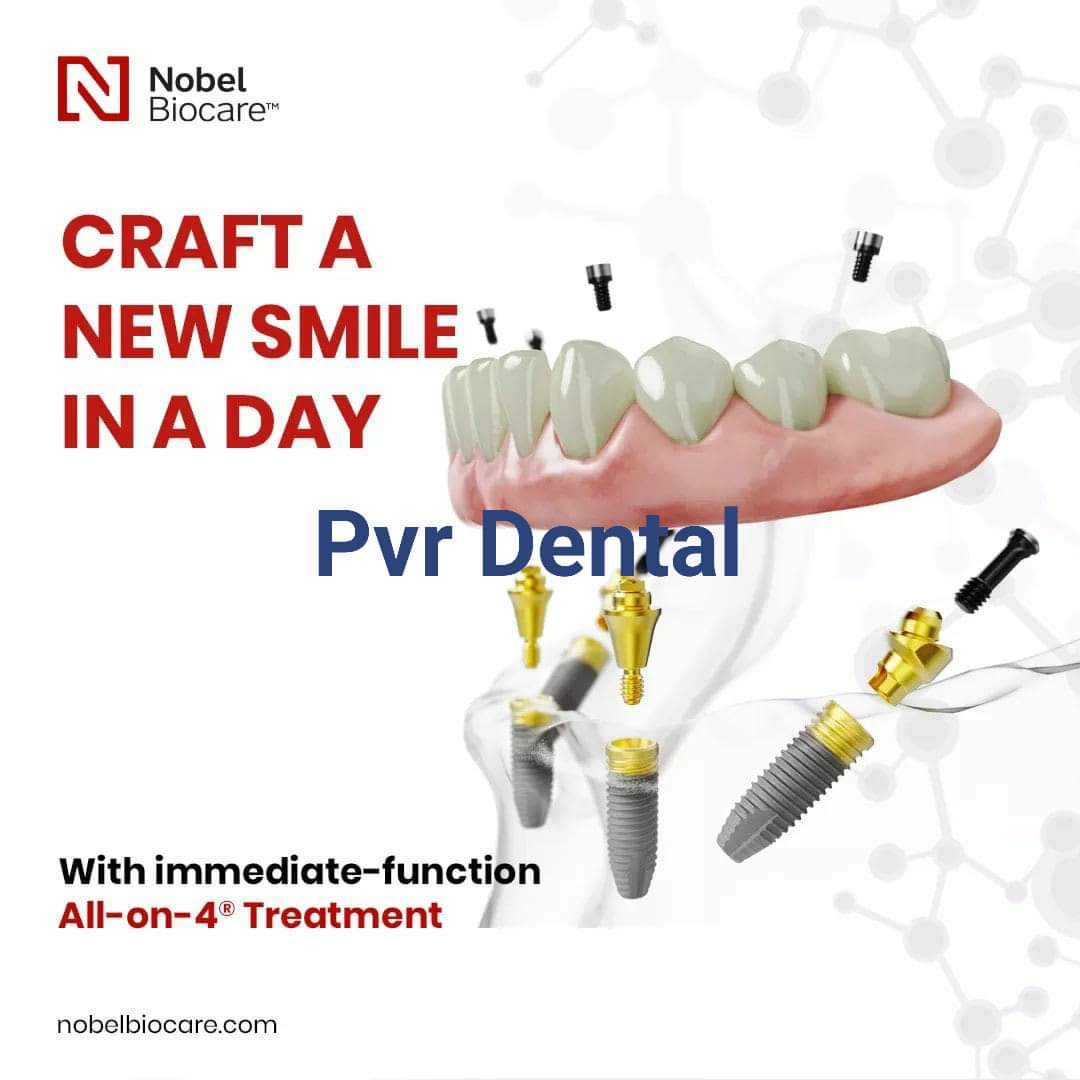 Nobel
Biocare™
CRAFT A
NEW SMILE
IN A DAY
Pvr Dental
With immediate-function
All-on-4® Treatment
nobelbiocare.com